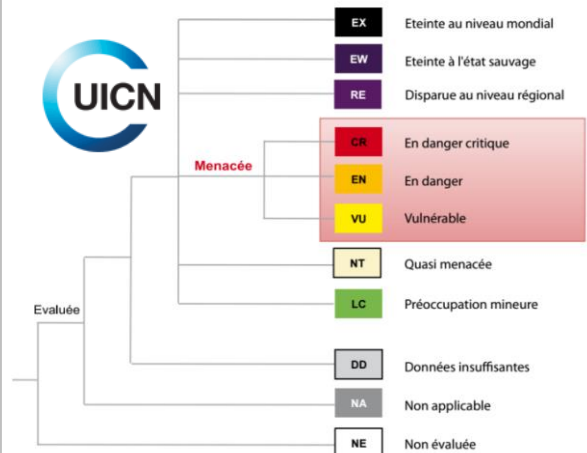 UICN
EX Eteinte au niveau mondial
EW Eteinte à l'état sauvage
RE Disparue au niveau régional
CR En danger critique
Menacée
EN En danger
VU Vulnérable
NT Quasi menacée
LC Préoccupation mineure
Evaluée
DD Données insuffisantes
NA Non applicable
NE Non évaluée